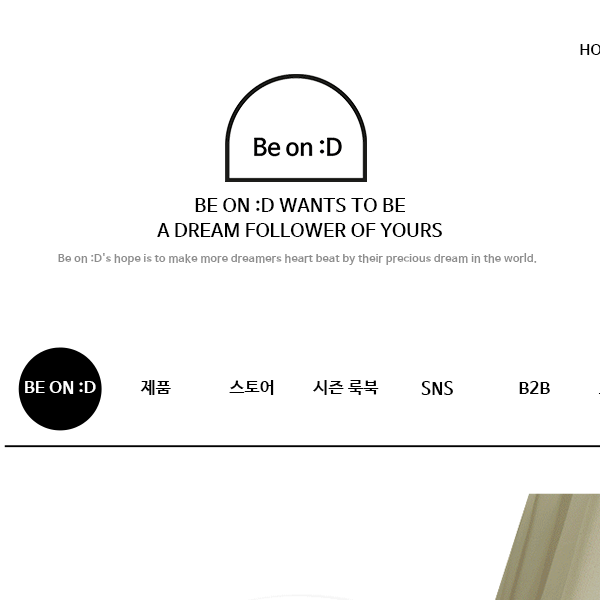 HO
Be on :D
BE ON :D WANTS TO BE
A DREAM FOLLOWER OF YOURS
Be on :D's hope is to make more dreamers heart beat by their precious dream in the world.
BE ON :D 제품 스토어 시즌 룩북 SNS B2B